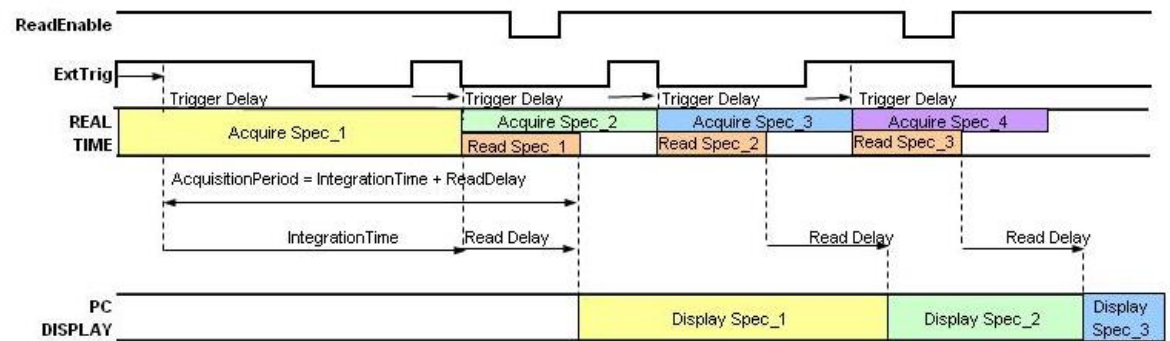 ReadEnable
ExtTrig
Trigger Delay Trigger Delay Trigger Delay Trigger Delay
REAL
TIME
Acquire Spec_1
Acquire Spec_2 Acquire Spec_3 Acquire Spec_4
Read Spec_1 Read Spec_2 Read Spec_3
AcquisitionPeriod = IntegrationTime + ReadDelay
IntegrationTime Read Delay Read Delay Read Delay
PC
DISPLAY
Display Spec_1 Display Spec_2
Display
Spec_3